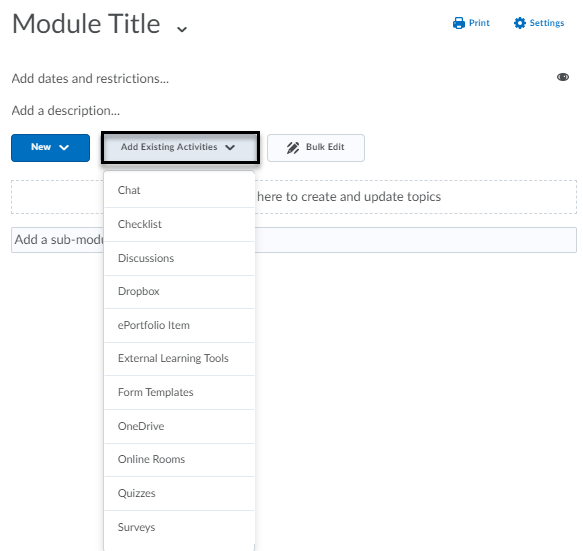 Module Title
Print
Settings
Add dates and restrictions...
Add a description...
New
Add Existing Activities
Bulk Edit
here to create and update topics
Add a sub-modu
Chat
Checklist
Discussions
Dropbox
ePortfolio Item
External Learning Tools
Form Templates
OneDrive
Online Rooms
Quizzes
Surveys